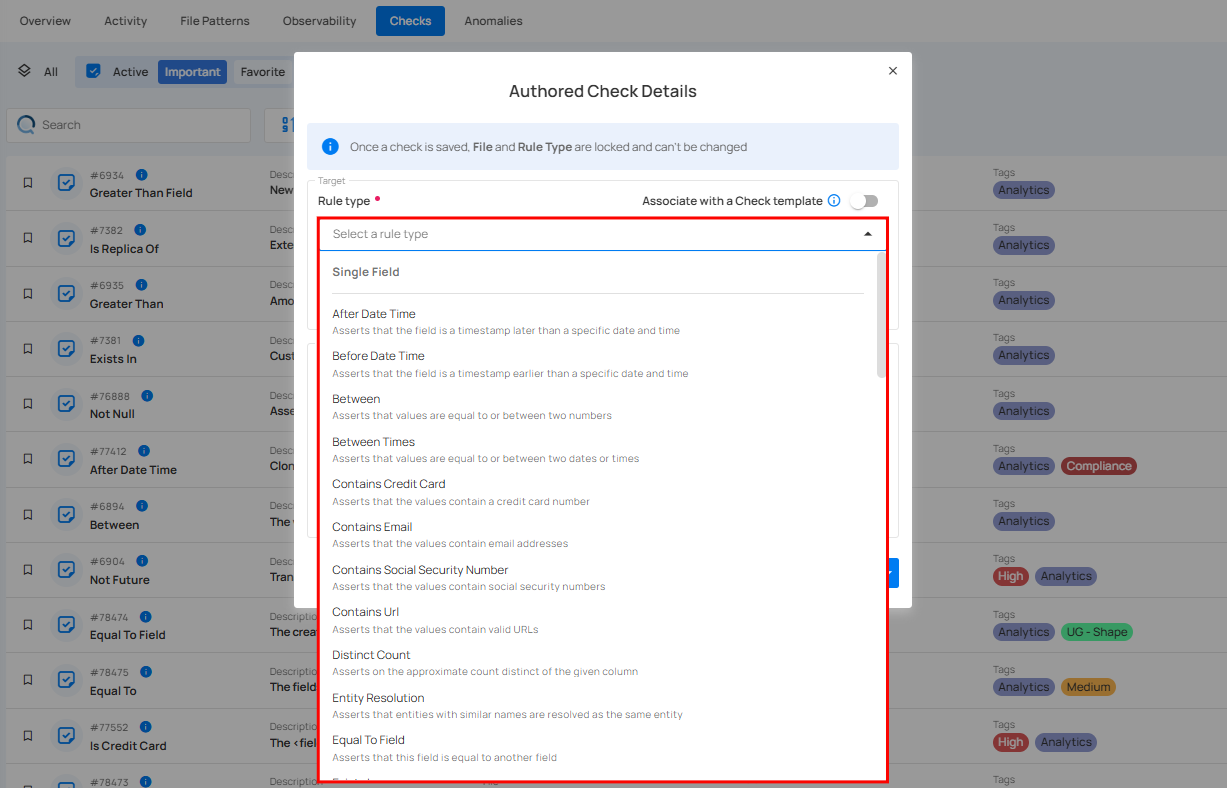 Overview Activity File Patterns Observability Checks Anomalies
All Active Important Favorite
Search
Authored Check Details
Once a check is saved, File and Rule Type are locked and can't be changed
Target
Rule type
Associate with a Check template
Select a rule type
Single Field
After Date Time
Asserts that the field is a timestamp later than a specific date and time
Before Date Time
Asserts that the field is a timestamp earlier than a specific date and time
Between
Asserts that values are equal to or between two numbers
Between Times
Asserts that values are equal to or between two dates or times
Contains Credit Card
Asserts that the values contain a credit card number
Contains Email
Asserts that the values contain email addresses
Contains Social Security Number
Asserts that the values contain social security numbers
Contains Url
Asserts that the values contain valid URLs
Distinct Count
Asserts on the approximate count distinct of the given column
Entity Resolution
Asserts that entities with similar names are resolved as the same entity
Equal To Field
Asserts that this field is equal to another field
#6934
Greater Than Field
New
Tags
Analytics
#7382
Is Replica Of
Exte
Tags
Analytics
#6935
Greater Than
Amo
Tags
Analytics
#7381
Exists In
Cust
Tags
Analytics
#76888
Not Null
Asse
Tags
Analytics
#77412
After Date Time
Clon
Tags
Analytics Compliance
#6894
Between
The
Tags
Analytics
#6904
Not Future
Tran
Tags
High Analytics
#78474
Equal To Field
Description
The crea
Tags
Analytics UG - Shape
#78475
Equal To
The field
Tags
Analytics Medium
#77552
Is Credit Card
The <fiel
Tags
High Analytics
#78473
Tags